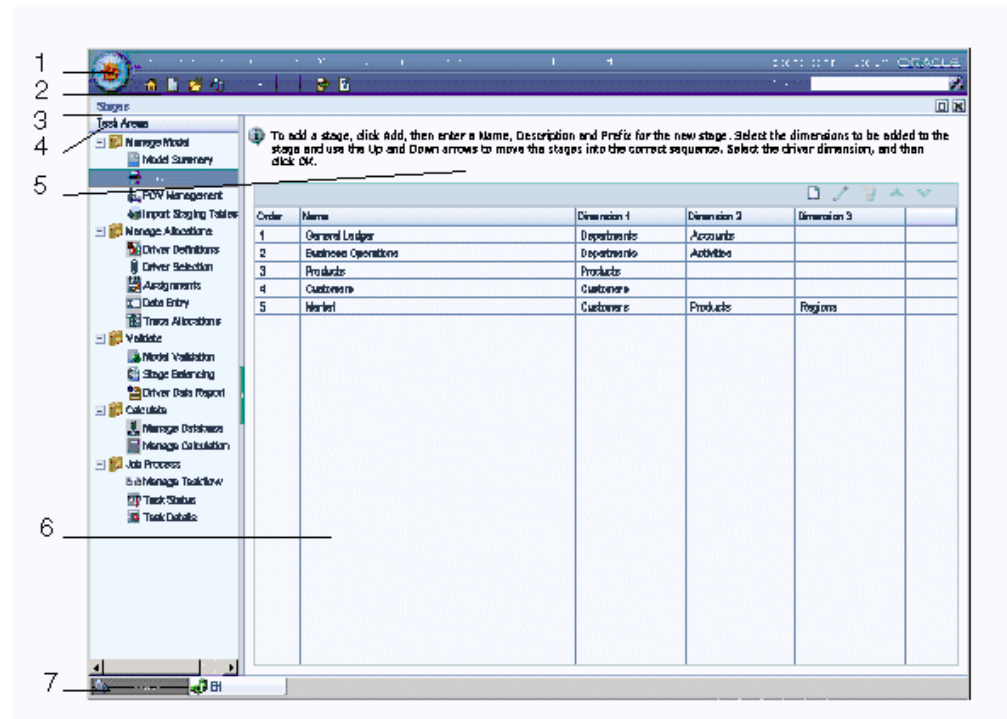 1
2
3
4
5
6
7
ORACLE
Stages
Task Areas
Manage Model
Model Summary
POV Management
Import Staging Tables
Manage Allocations
Driver Definitions
Driver Selection
Assignments
Data Entry
Trace Allocations
Validate
Model Validation
Stage Balancing
Driver Data Report
Calculate
Manage Database
Manage Calculation
Job Process
Manage Taskflow
Task Status
Task Details
To add a stage, click Add, then enter a Name, Description and Prefix for the new stage. Select the dimensions to be added to the
stage and use the Up and Down arrows to move the stages into the correct sequence. Select the driver dimension, and then
click OK.
Order Name Dimension 1 Dimension 2 Dimension 3
1 General Ledger Departments Accounts
2 Business Operations Departments Activities
3 Products Products
4 Customers Customers
5 Market Customers Products Regions